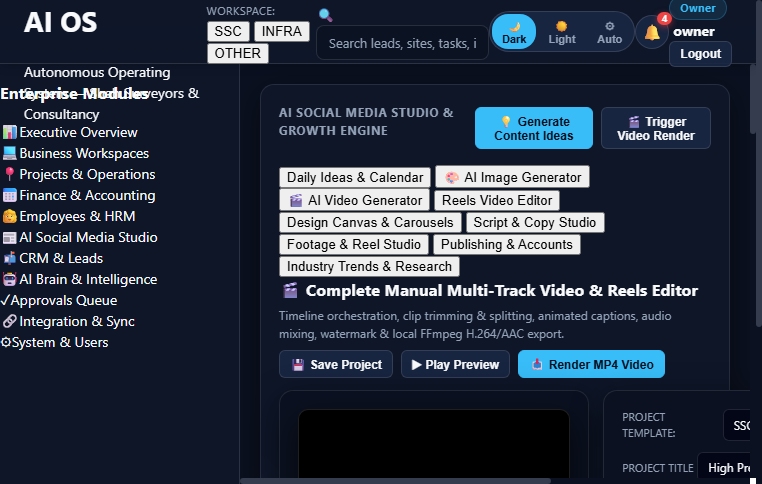 AI OS
WORKSPACE:
SSC
INFRA
OTHER
Search leads, sites, tasks, i
Dark
Light
Auto
4
Owner
owner
Logout
Autonomous Operating
Enterprise Modules
Consultancy
Executive Overview
Business Workspaces
Projects & Operations
Finance & Accounting
Employees & HRM
AI Social Media Studio
CRM & Leads
AI Brain & Intelligence
Approvals Queue
Integration & Sync
System & Users
AI SOCIAL MEDIA STUDIO &
GROWTH ENGINE
Generate
Content Ideas
Trigger
Video Render
Daily Ideas & Calendar
AI Image Generator
AI Video Generator
Reels Video Editor
Design Canvas & Carousels
Script & Copy Studio
Footage & Reel Studio
Publishing & Accounts
Industry Trends & Research
Complete Manual Multi-Track Video & Reels Editor
Timeline orchestration, clip trimming & splitting, animated captions, audio
mixing, watermark & local FFmpeg H.264/AAC export.
Save Project
Play Preview
Render MP4 Video
PROJECT
TEMPLATE:
SSC
PROJECT TITLE
High Pre